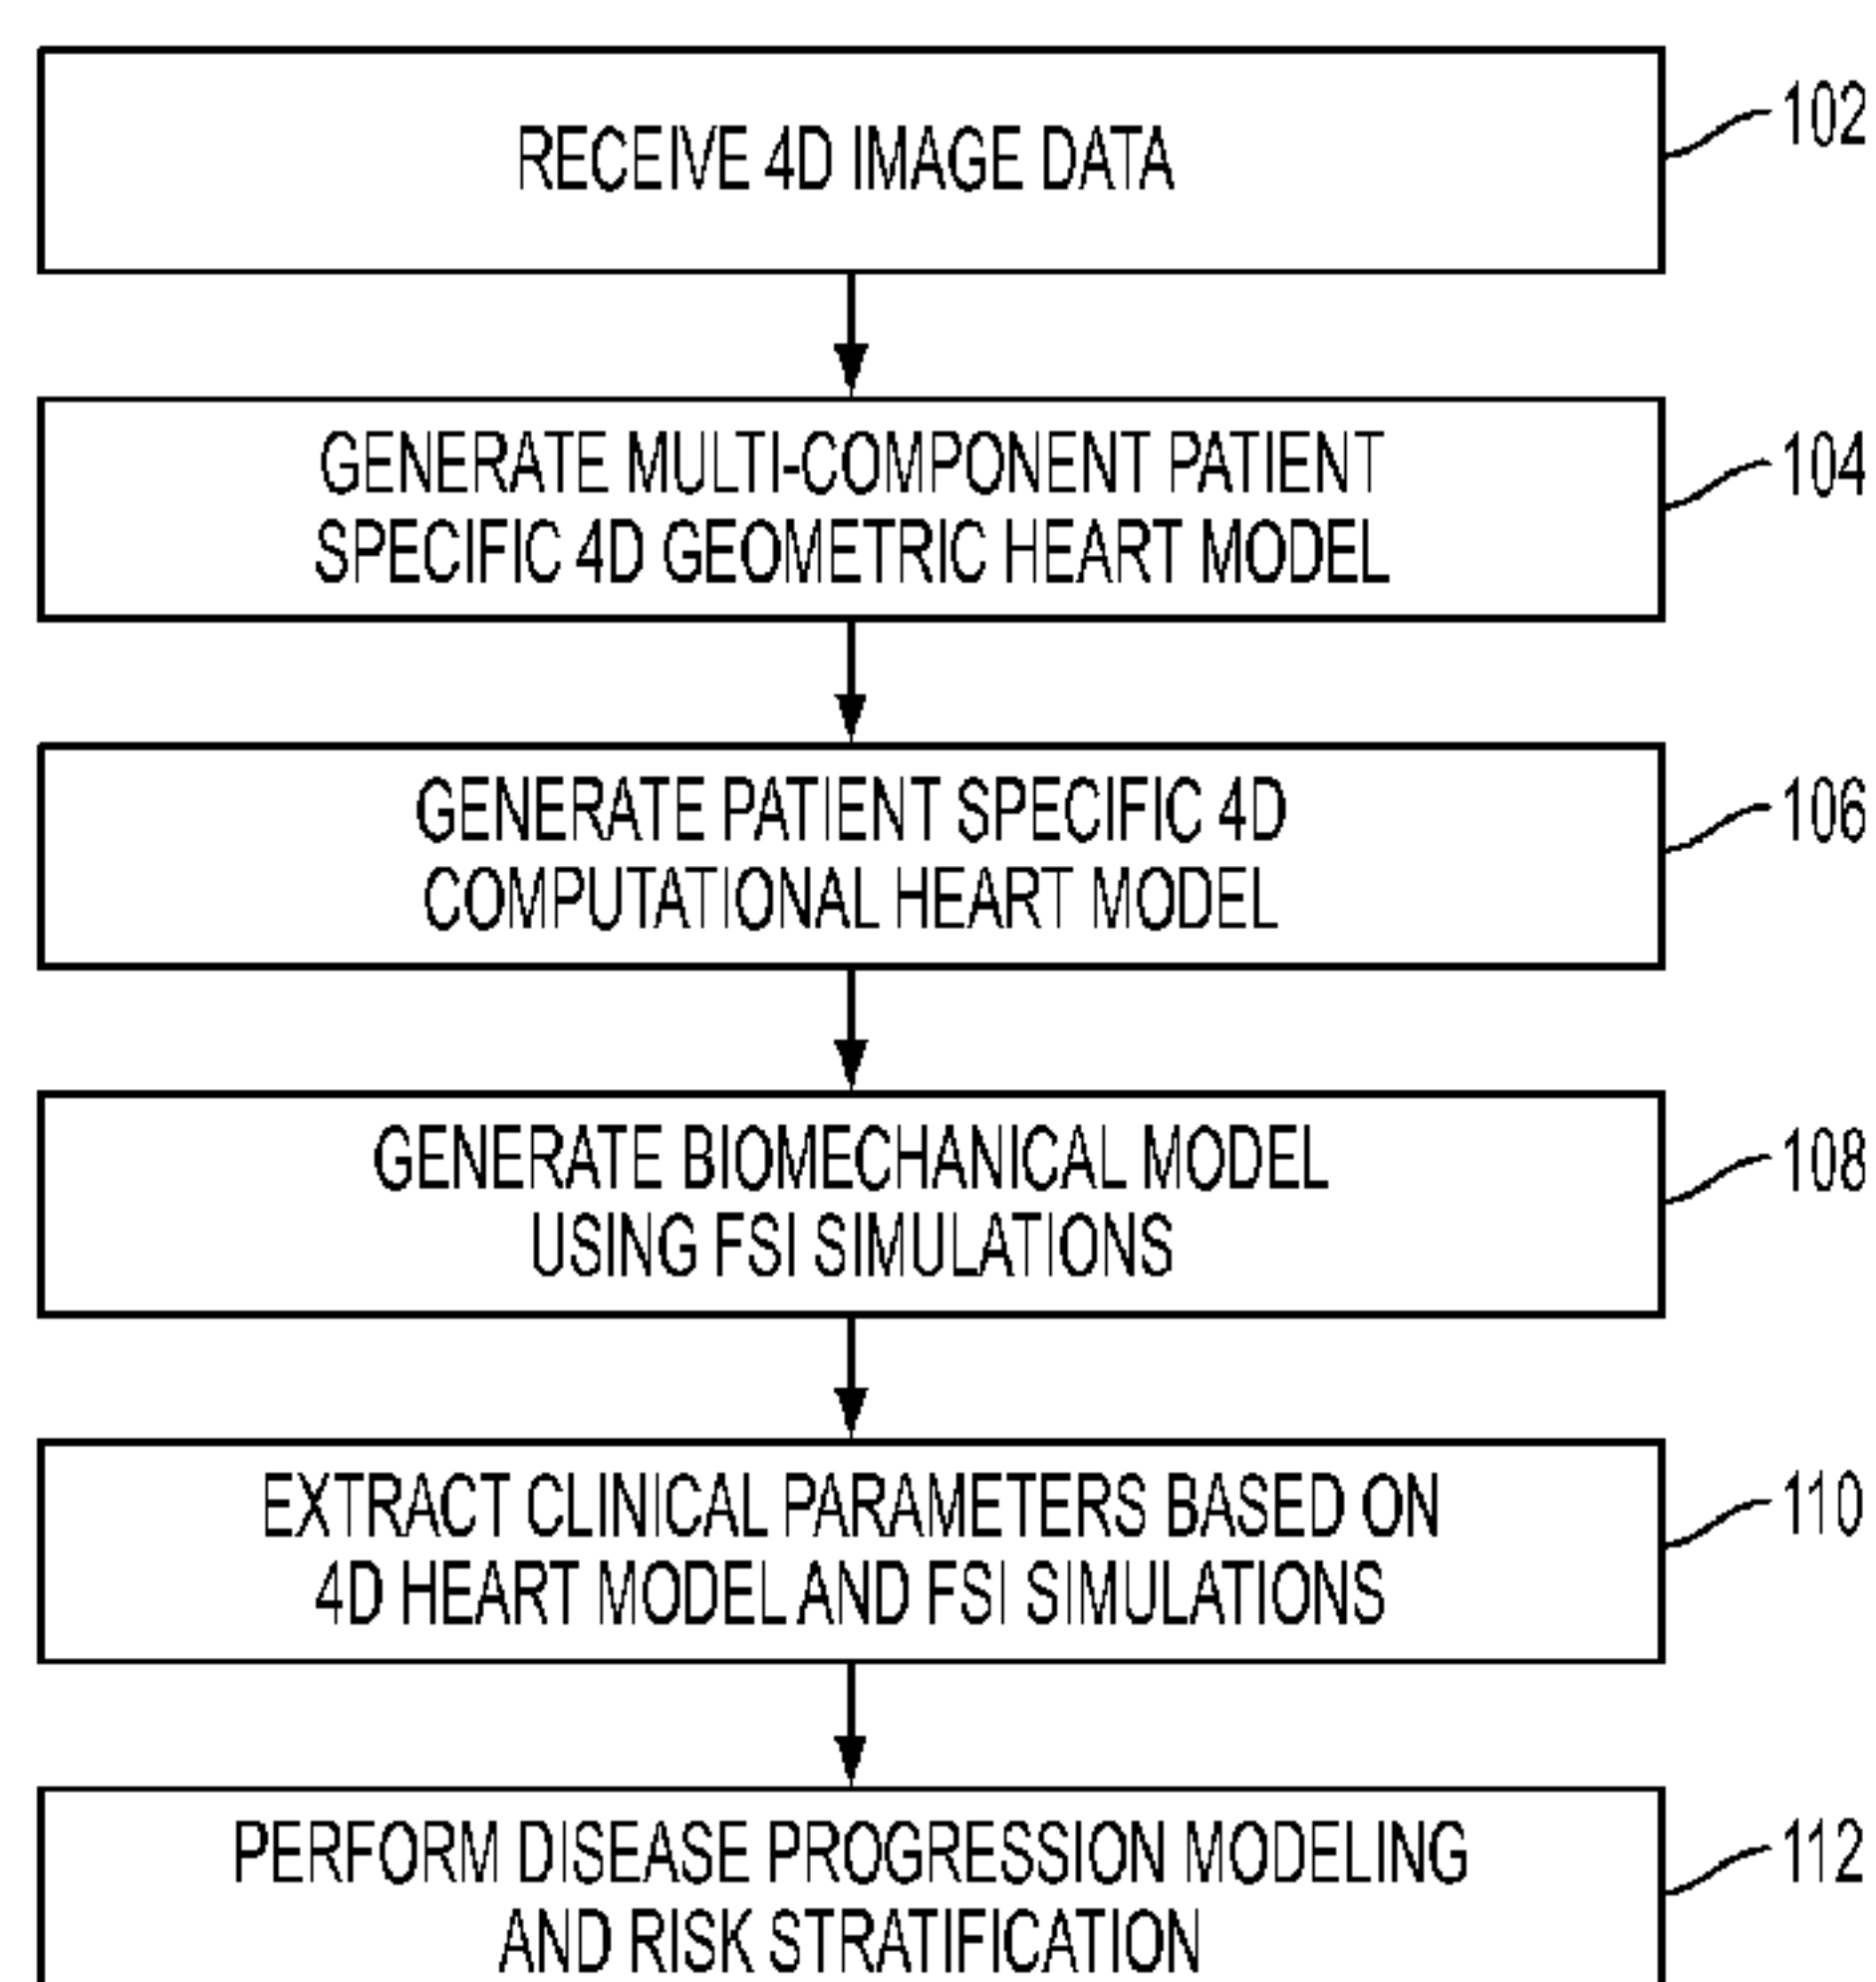 RECEIVE 4D IMAGE DATA
102
GENERATE MULTI-COMPONENT PATIENT
SPECIFIC 4D GEOMETRIC HEART MODEL
104
GENERATE PATIENT SPECIFIC 4D
COMPUTATIONAL HEART MODEL
106
GENERATE BIOMECHANICAL MODEL
USING FSI SIMULATIONS
108
EXTRACT CLINICAL PARAMETERS BASED ON
4D HEART MODEL AND FSI SIMULATIONS
110
PERFORM DISEASE PROGRESSION MODELING
AND RISK STRATIFICATION
112